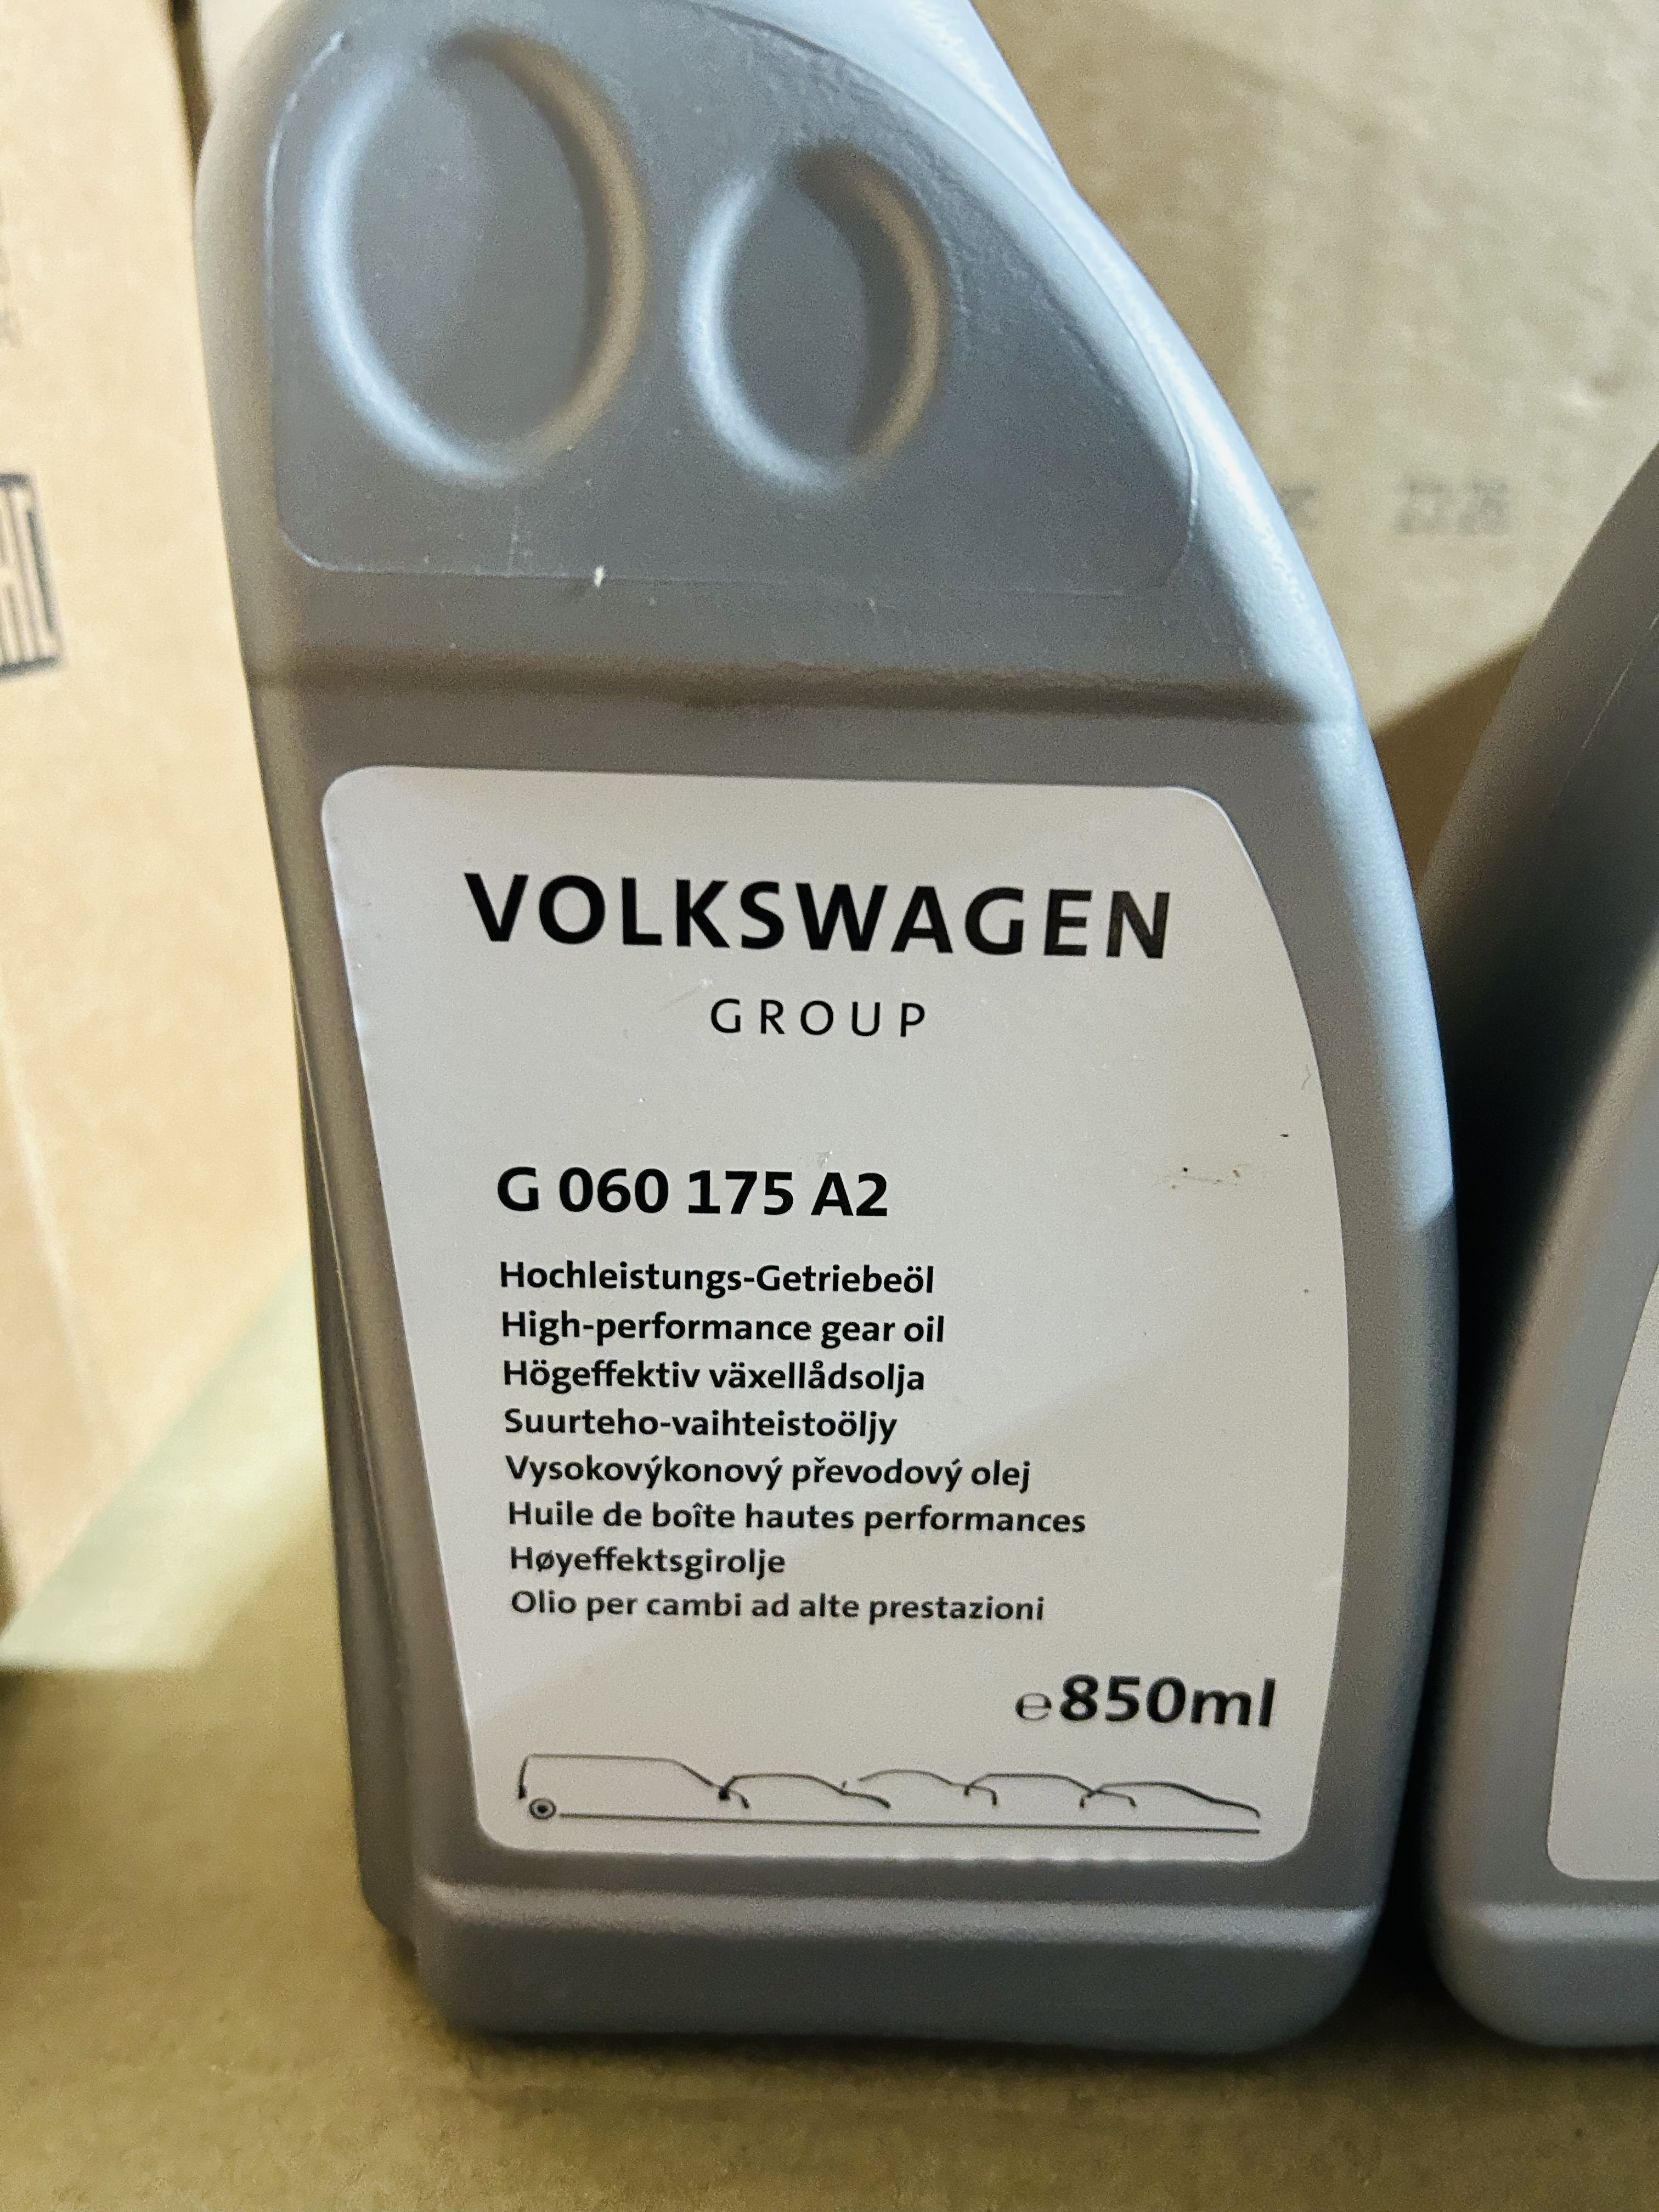 VOLKSWAGEN
GROUP
G 060 175 A2
Hochleistungs-Getriebeöl
High-performance gear oil
Högeffektiv växellådsolja
Suurteho-vaihteistoöljy
Vysokovýkonový převodový olej
Huile de boîte hautes performances
Høyeffektsgirolje
Olio per cambi ad alte prestazioni
℮850ml